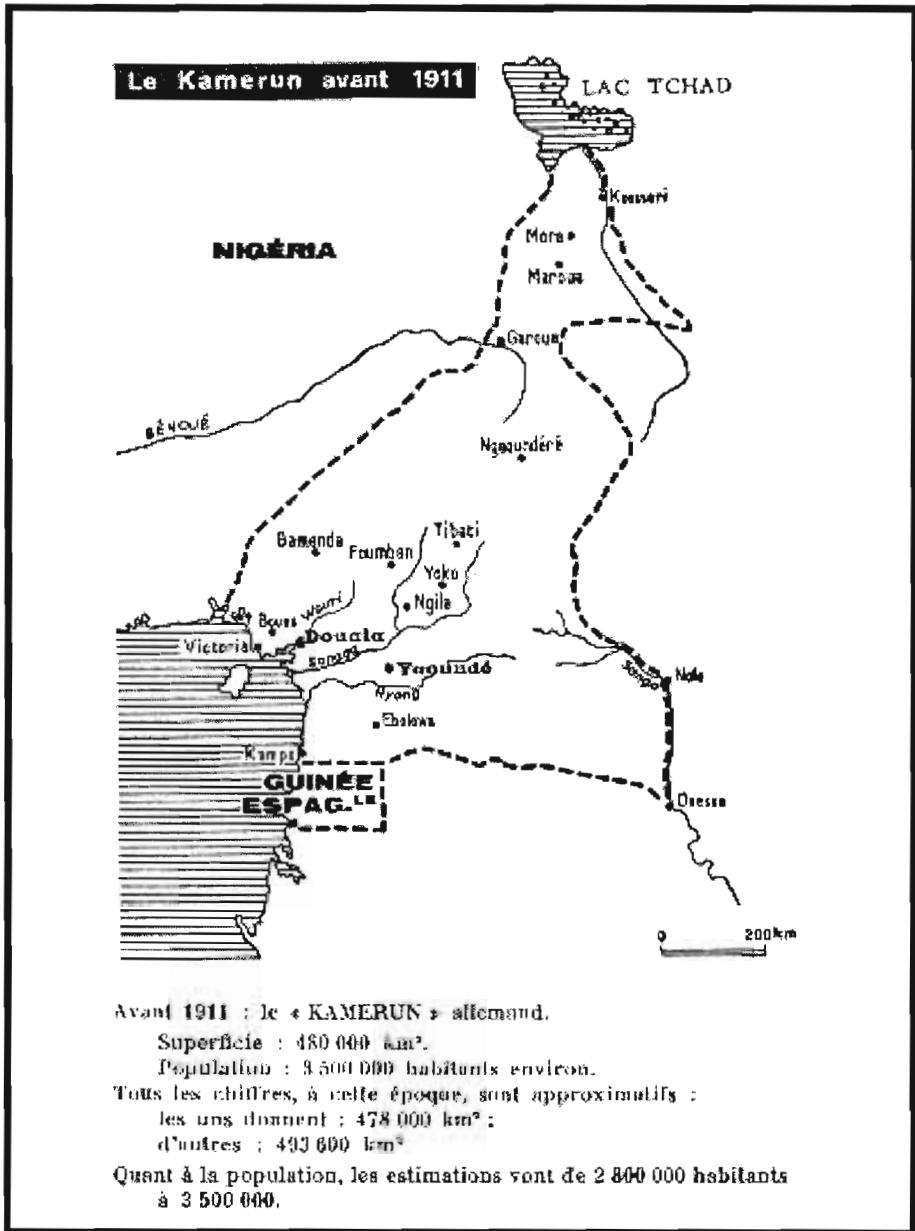 Le Kamerun avant 1911
LAC TCHAD
Kousseri
NIGÉRIA
Mora
Maroua
Garoua
BÉNOUÉ
Ngaoundéré
Bamenda
Foumban
Tibati
Yoko
Ngila
Wouri
Buea
Victoria
Douala
Sanaga
Yaoundé
Nyong
Ebolowa
Sangha
Nola
Kampo
GUINÉE
ESPAG.LE
Ouesso
0 200 km
Avant 1911 : le « KAMERUN » allemand.
Superficie : 480 000 km².
Population : 3 500 000 habitants environ.
Tous les chiffres, à cette époque, sont approximatifs :
les uns donnent : 478 000 km² ;
d'autres : 493 600 km²
Quant à la population, les estimations vont de 2 800 000 habitants
à 3 500 000.